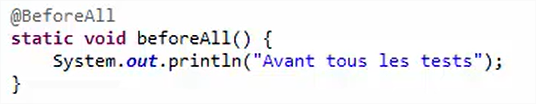 @BeforeAll
static void beforeAll() {
    System.out.println("Avant tous les tests");
}